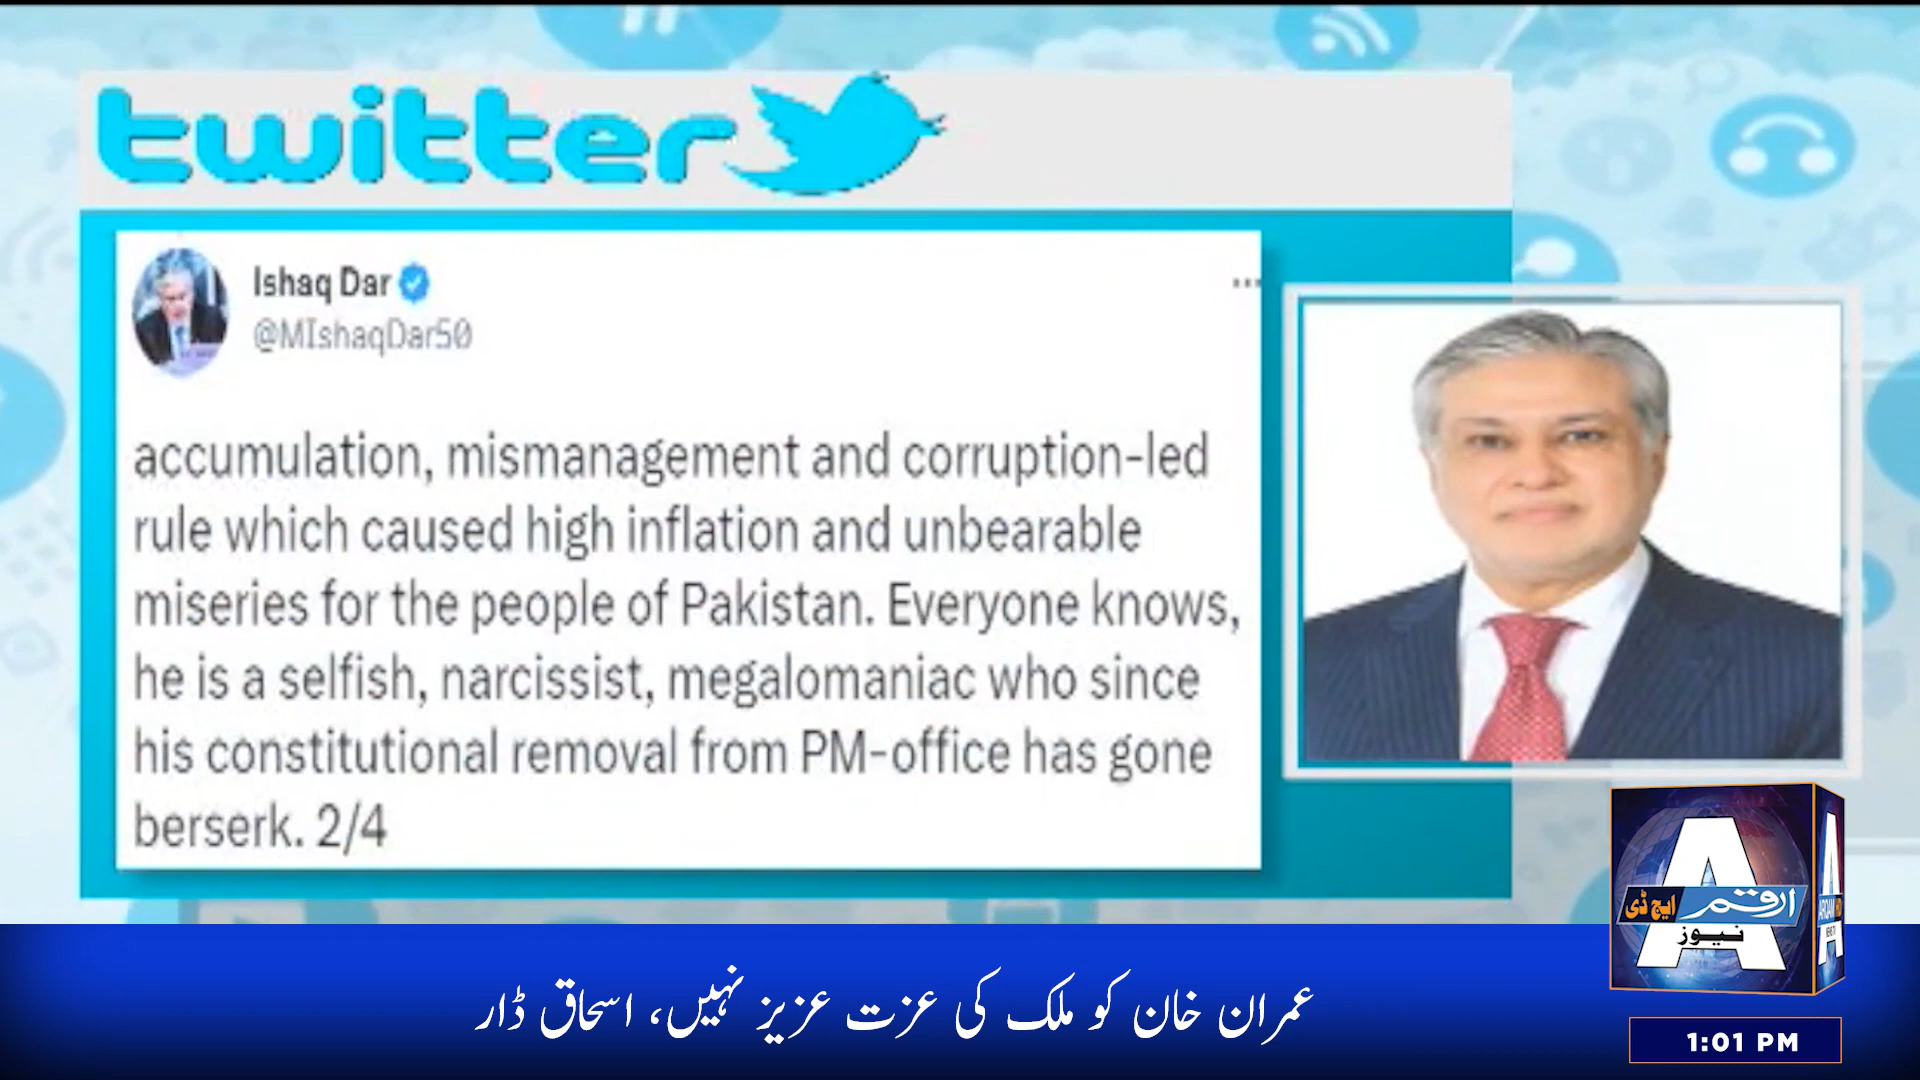 twitter
Ishaq Dar
@MIshaqDar50
accumulation, mismanagement and corruption-led
rule which caused high inflation and unbearable
miseries for the people of Pakistan. Everyone knows,
he is a selfish, narcissist, megalomaniac who since
his constitutional removal from PM-office has gone
berserk. 2/4
A
ارقم ایچ ڈی
نیوز
عمران خان کو ملک کی عزت عزیز نہیں، اسحاق ڈار
1:01 PM